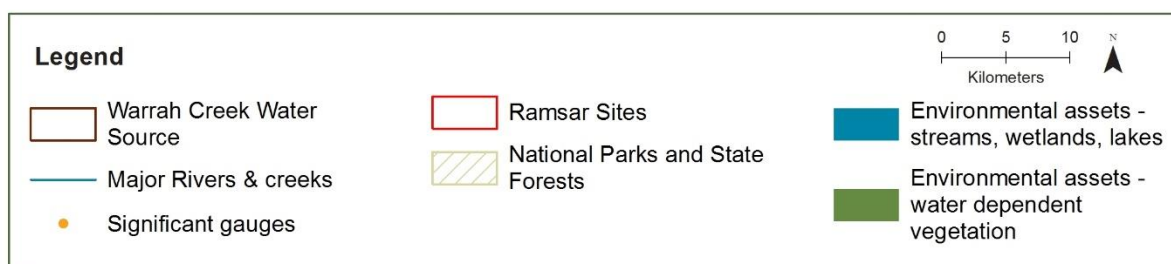 Legend
Warrah Creek Water
Source
Major Rivers & creeks
Significant gauges
Ramsar Sites
National Parks and State
Forests
0 5 10
Kilometers
N
Environmental assets -
streams, wetlands, lakes
Environmental assets -
water dependent
vegetation